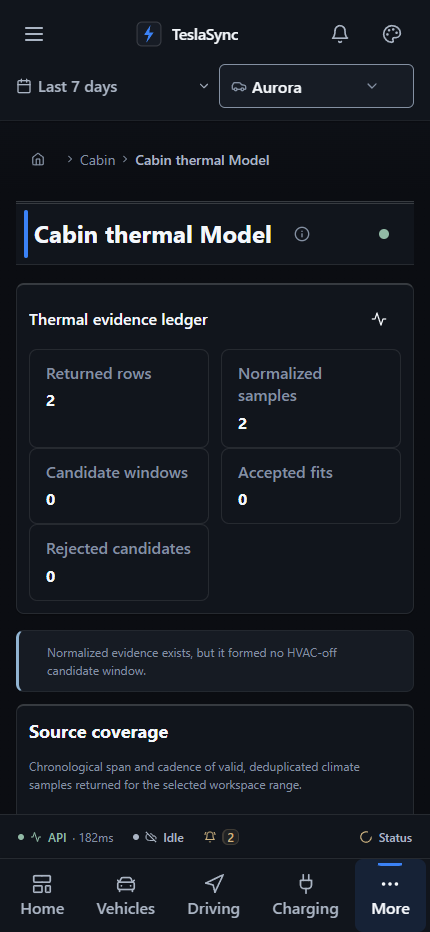 TeslaSync
Last 7 days
Aurora
Cabin
Cabin thermal Model
Cabin thermal Model
Thermal evidence ledger
Returned rows
2
Normalized
samples
2
Candidate windows
0
Accepted fits
0
Rejected candidates
0
Normalized evidence exists, but it formed no HVAC-off
candidate window.
Source coverage
Chronological span and cadence of valid, deduplicated climate
samples returned for the selected workspace range.
API · 182ms
Idle
2
Status
Home
Vehicles
Driving
Charging
More